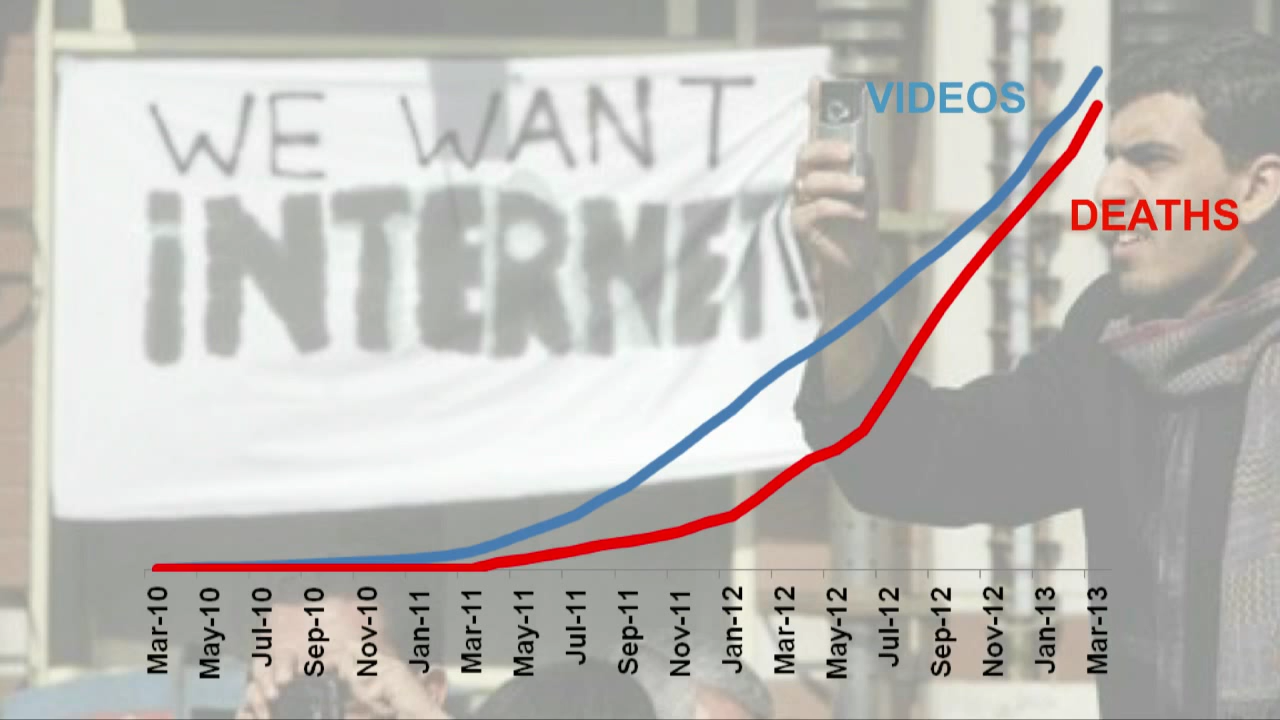 WE WANT
INTERNET!
VIDEOS
DEATHS
Mar-10
May-10
Jul-10
Sep-10
Nov-10
Jan-11
Mar-11
May-11
Jul-11
Sep-11
Nov-11
Jan-12
Mar-12
May-12
Jul-12
Sep-12
Nov-12
Jan-13
Mar-13